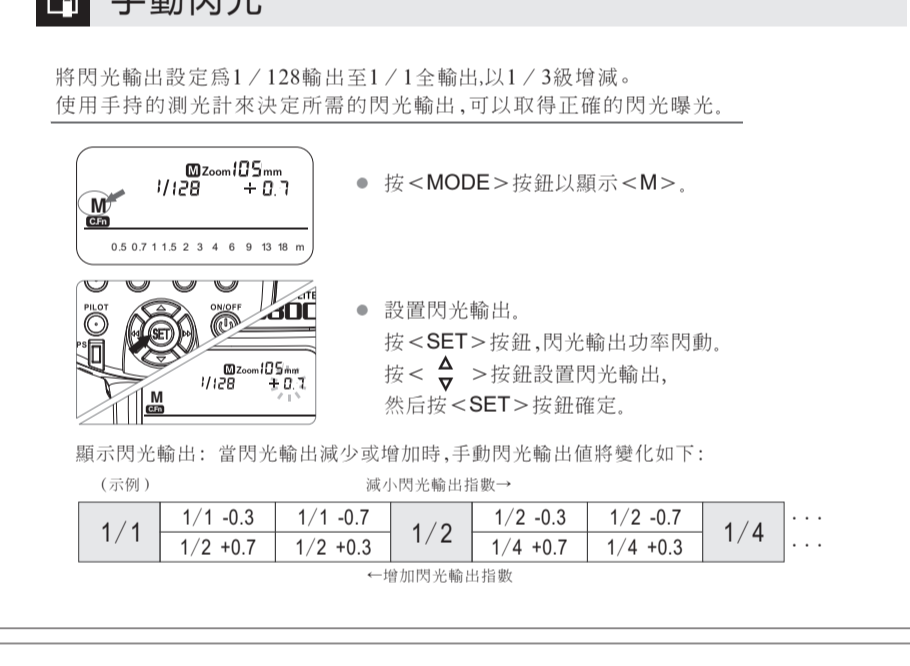 手動閃光
將閃光輸出設定爲1／128輸出至1／1全輸出,以1／3級增減。
使用手持的測光計來決定所需的閃光輸出,可以取得正確的閃光曝光。
M Zoom 105 mm
1/128 +0.7
M
C.Fn
0.5 0.7 1 1.5 2 3 4 6 9 13 18 m
● 按<MODE>按鈕以顯示<M>。
PILOT
ON/OFF
SET
M Zoom 105 mm
1/128 +0.7
M
C.Fn
● 設置閃光輸出。
按<SET>按鈕,閃光輸出功率閃動。
按< △▽ >按鈕設置閃光輸出,
然后按<SET>按鈕確定。
顯示閃光輸出: 當閃光輸出減少或增加時,手動閃光輸出值將變化如下:
（示例）
減小閃光輸出指數→
1/1 1/1 -0.3 1/1 -0.7 1/2 1/2 -0.3 1/2 -0.7 1/4 ...
1/2 +0.7 1/2 +0.3 1/4 +0.7 1/4 +0.3 ...
←增加閃光輸出指數